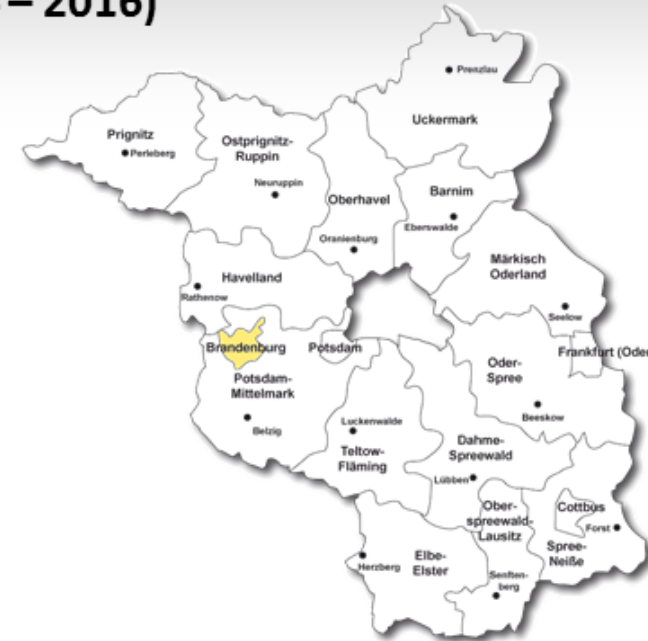 – 2016)
Prenzlau
Uckermark
Prignitz
Perleberg
Ostprignitz-
Ruppin
Neuruppin
Oberhavel
Oranienburg
Barnim
Eberswalde
Märkisch
Oderland
Seelow
Havelland
Rathenow
Brandenburg
Potsdam
Potsdam-
Mittelmark
Belzig
Frankfurt (Oder
Oder-
Spree
Beeskow
Luckenwalde
Teltow-
Fläming
Dahme-
Spreewald
Lübben
Ober-
spreewald-
Lausitz
Cottbus
Forst
Spree-
Neiße
Elbe-
Elster
Herzberg
Senften-
berg